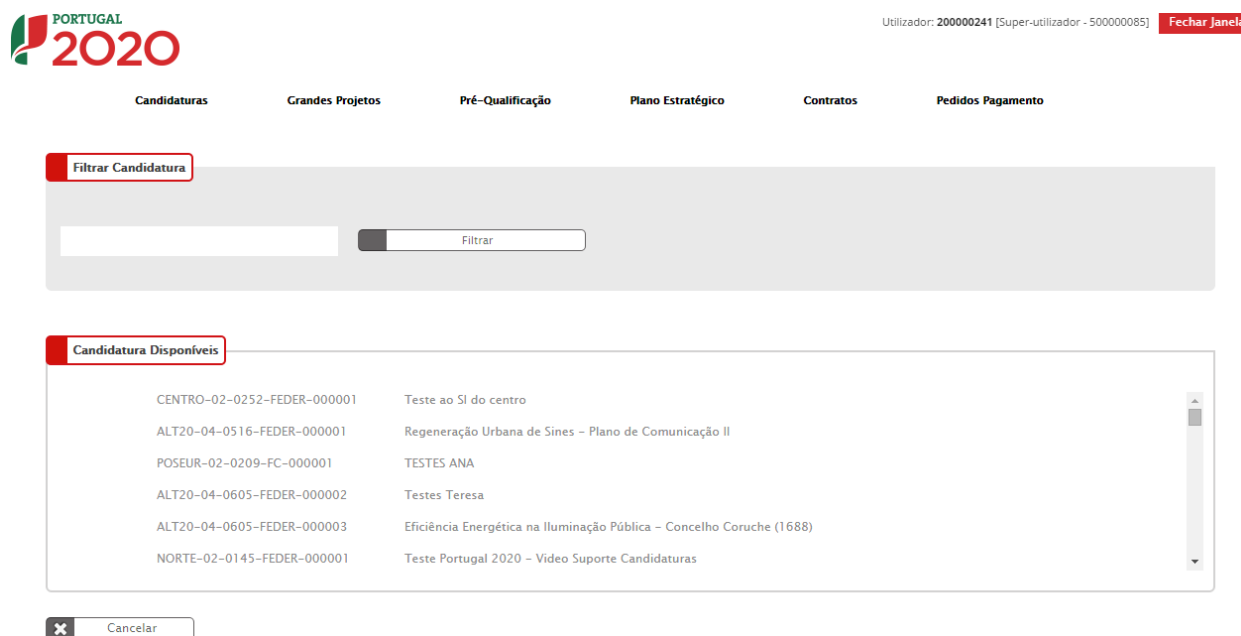 PORTUGAL
2020
Utilizador: 200000241 [Super-utilizador - 500000085] Fechar Janela
Candidaturas Grandes Projetos Pré-Qualificação Plano Estratégico Contratos Pedidos Pagamento
Filtrar Candidatura
Filtrar
Candidatura Disponíveis
CENTRO-02-0252-FEDER-000001 Teste ao SI do centro
ALT20-04-0516-FEDER-000001 Regeneração Urbana de Sines - Plano de Comunicação II
POSEUR-02-0209-FC-000001 TESTES ANA
ALT20-04-0605-FEDER-000002 Testes Teresa
ALT20-04-0605-FEDER-000003 Eficiência Energética na Iluminação Pública - Concelho Coruche (1688)
NORTE-02-0145-FEDER-000001 Teste Portugal 2020 - Video Suporte Candidaturas
Cancelar